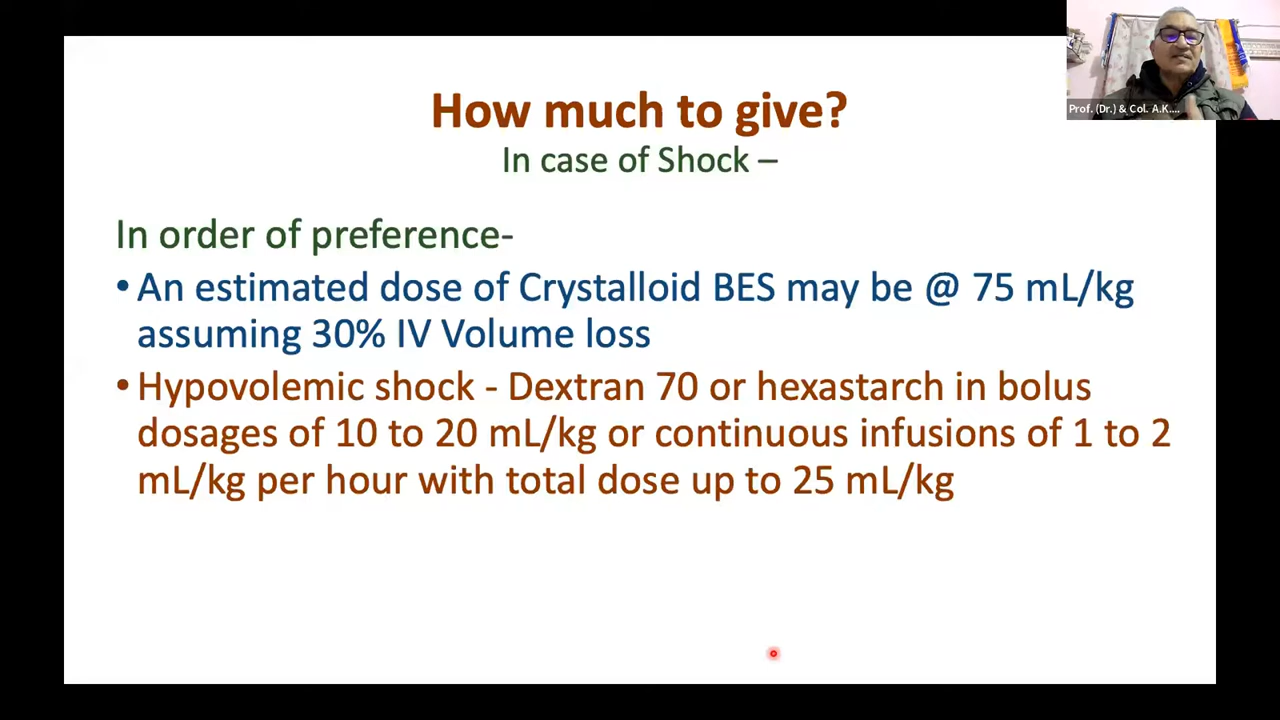 How much to give?
In case of Shock –
In order of preference-
•An estimated dose of Crystalloid BES may be @ 75 mL/kg
assuming 30% IV Volume loss
•Hypovolemic shock - Dextran 70 or hexastarch in bolus
dosages of 10 to 20 mL/kg or continuous infusions of 1 to 2
mL/kg per hour with total dose up to 25 mL/kg
Prof. (Dr.) & Col. A.K....